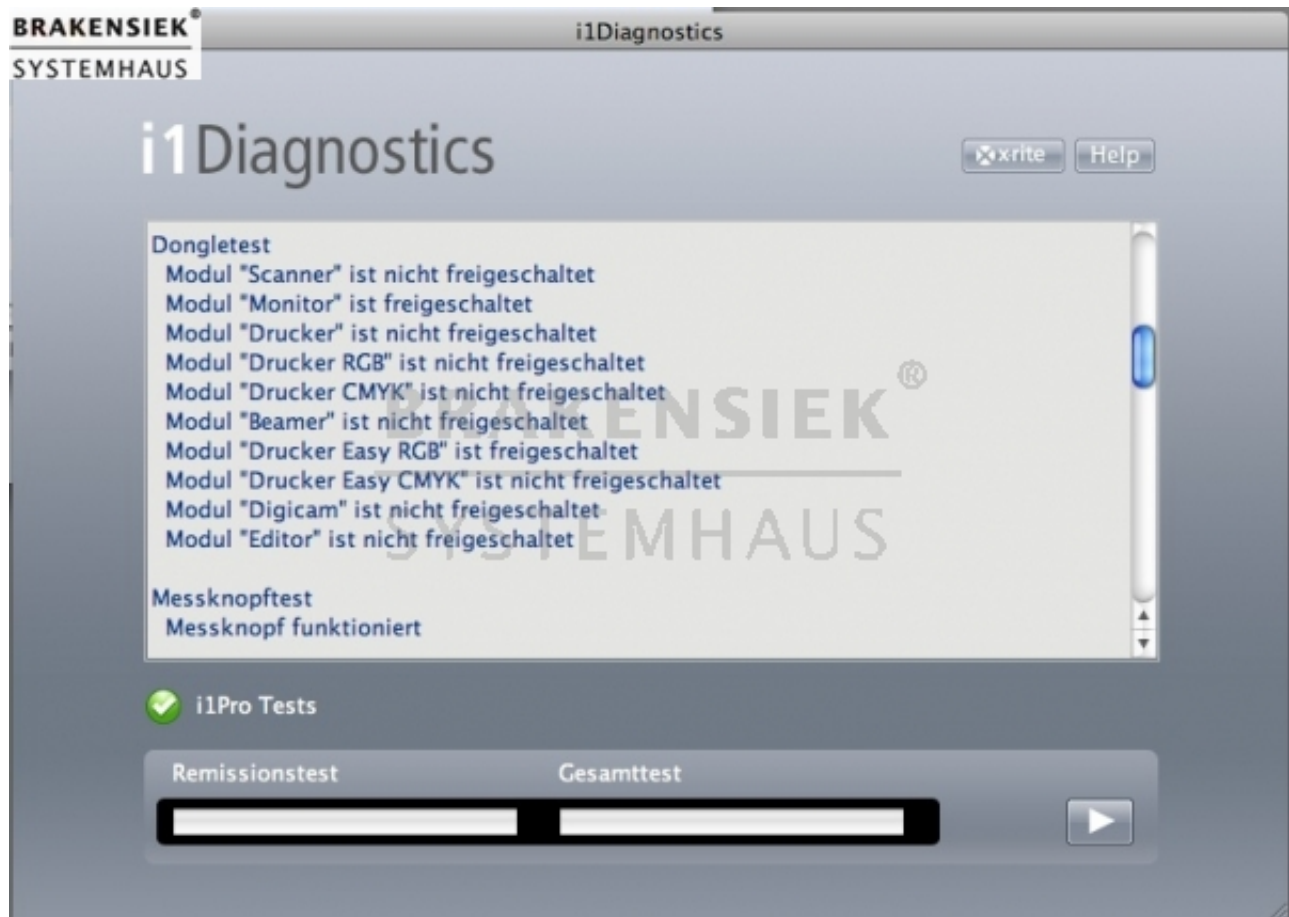 BRAKENSIEK®
SYSTEMHAUS
i1Diagnostics
i1Diagnostics
x·rite
Help
Dongletest
Modul "Scanner" ist nicht freigeschaltet
Modul "Monitor" ist freigeschaltet
Modul "Drucker" ist nicht freigeschaltet
Modul "Drucker RGB" ist nicht freigeschaltet
Modul "Drucker CMYK" ist nicht freigeschaltet
Modul "Beamer" ist nicht freigeschaltet
Modul "Drucker Easy RGB" ist freigeschaltet
Modul "Drucker Easy CMYK" ist nicht freigeschaltet
Modul "Digicam" ist nicht freigeschaltet
Modul "Editor" ist nicht freigeschaltet
BRAKENSIEK®
SYSTEMHAUS
Messknopftest
Messknopf funktioniert
i1Pro Tests
Remissionstest
Gesamttest